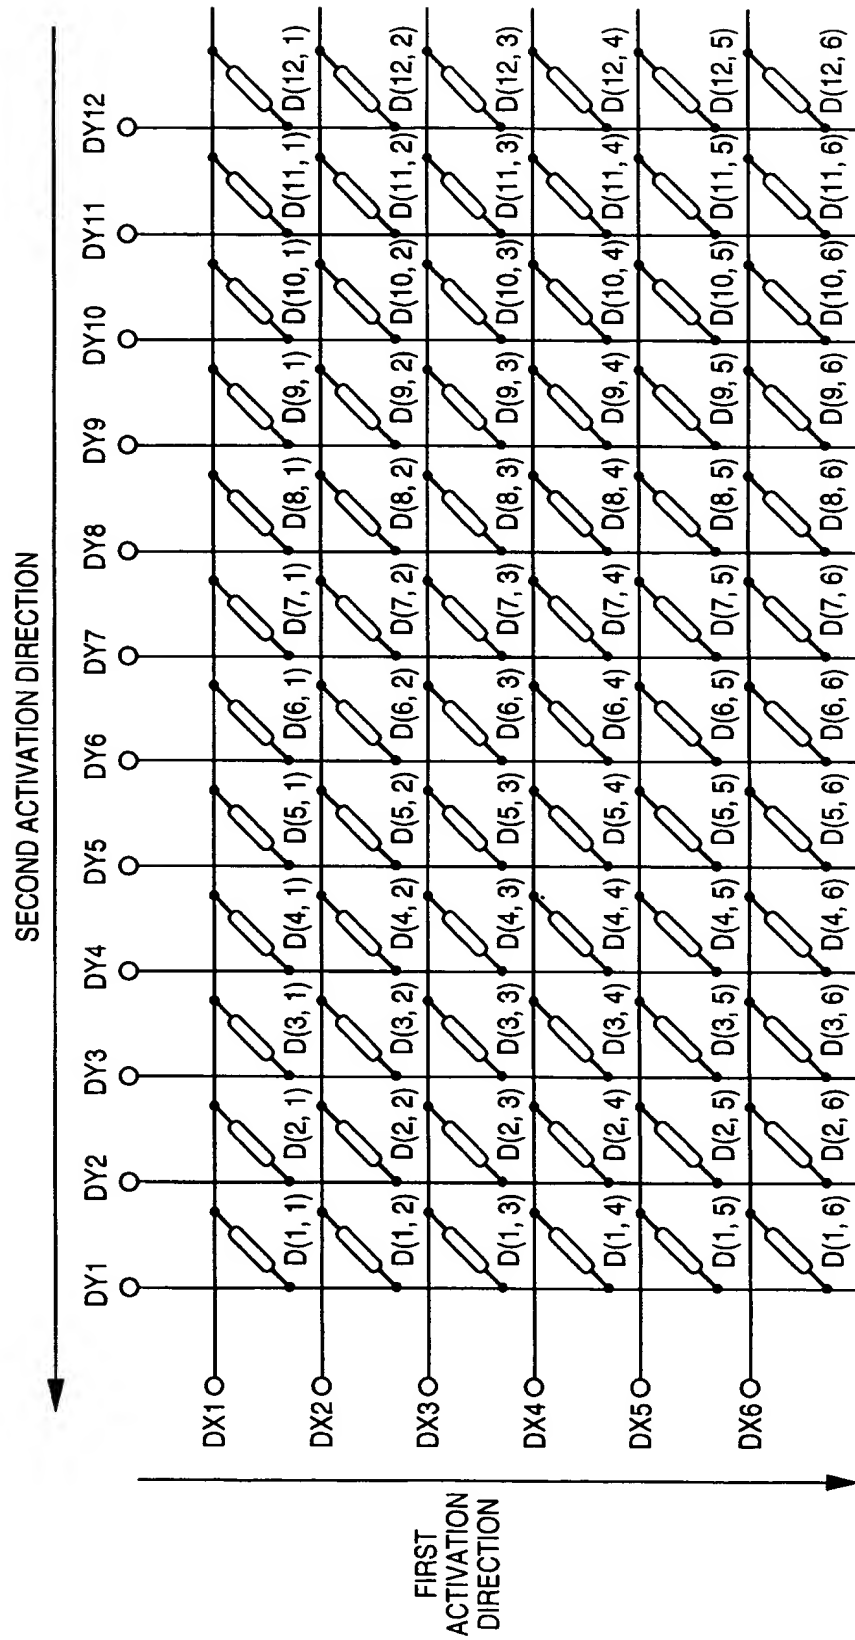 SECOND ACTIVATION DIRECTION
DY1 DY2 DY3 DY4 DY5 DY6 DY7 DY8 DY9 DY10 DY11 DY12
FIRST
ACTIVATION
DIRECTION
DX1
D(1, 1) D(2, 1) D(3, 1) D(4, 1) D(5, 1) D(6, 1) D(7, 1) D(8, 1) D(9, 1) D(10, 1) D(11, 1) D(12, 1)
DX2
D(1, 2) D(2, 2) D(3, 2) D(4, 2) D(5, 2) D(6, 2) D(7, 2) D(8, 2) D(9, 2) D(10, 2) D(11, 2) D(12, 2)
DX3
D(1, 3) D(2, 3) D(3, 3) D(4, 3) D(5, 3) D(6, 3) D(7, 3) D(8, 3) D(9, 3) D(10, 3) D(11, 3) D(12, 3)
DX4
D(1, 4) D(2, 4) D(3, 4) D(4, 4) D(5, 4) D(6, 4) D(7, 4) D(8, 4) D(9, 4) D(10, 4) D(11, 4) D(12, 4)
DX5
D(1, 5) D(2, 5) D(3, 5) D(4, 5) D(5, 5) D(6, 5) D(7, 5) D(8, 5) D(9, 5) D(10, 5) D(11, 5) D(12, 5)
DX6
D(1, 6) D(2, 6) D(3, 6) D(4, 6) D(5, 6) D(6, 6) D(7, 6) D(8, 6) D(9, 6) D(10, 6) D(11, 6) D(12, 6)